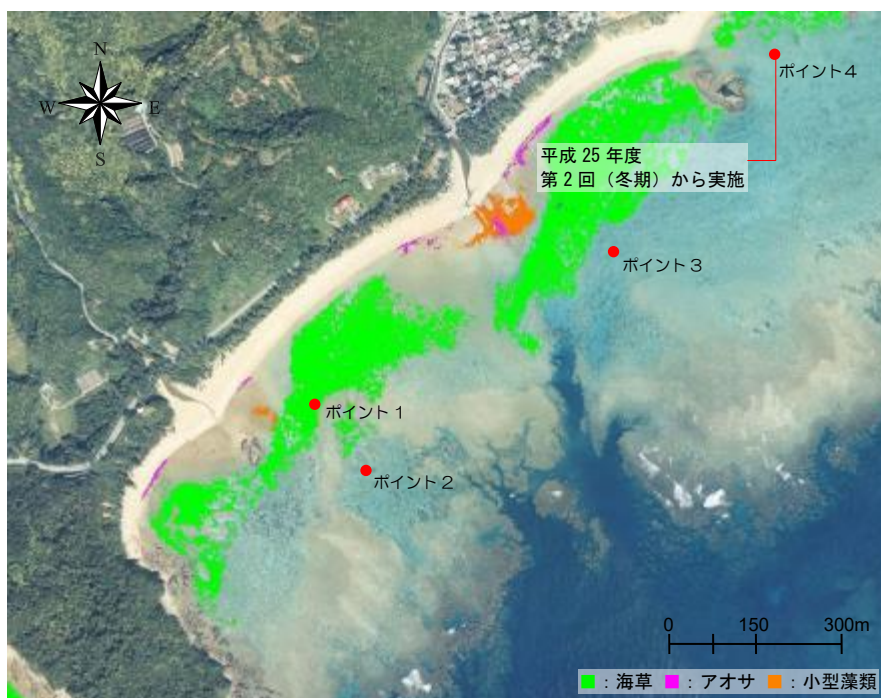 N
W E
S
ポイント4
平成 25 年度
第2回（冬期）から実施
ポイント3
ポイント1
ポイント2
0 150 300m
：海草 ：アオサ ：小型藻類